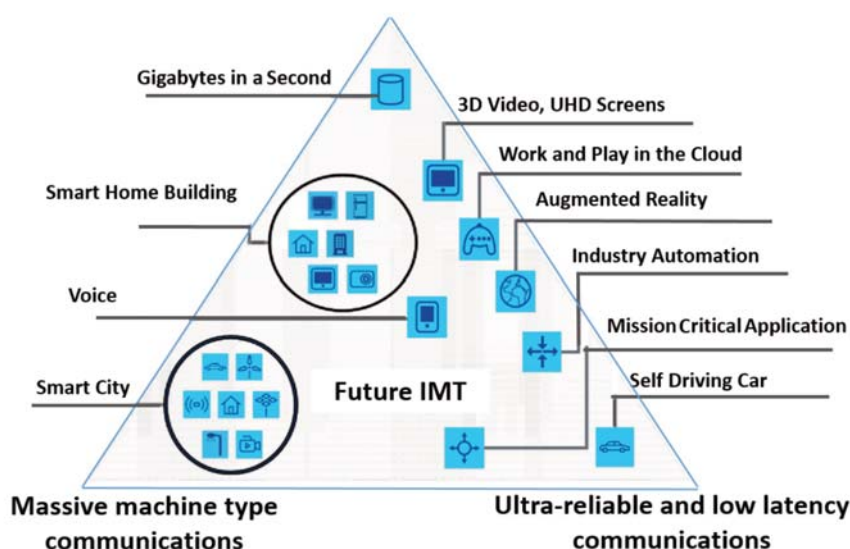 Gigabytes in a Second
3D Video, UHD Screens
Work and Play in the Cloud
Smart Home Building
Augmented Reality
Industry Automation
Voice
Mission Critical Application
Smart City
Future IMT
Self Driving Car
Massive machine type
communications
Ultra-reliable and low latency
communications